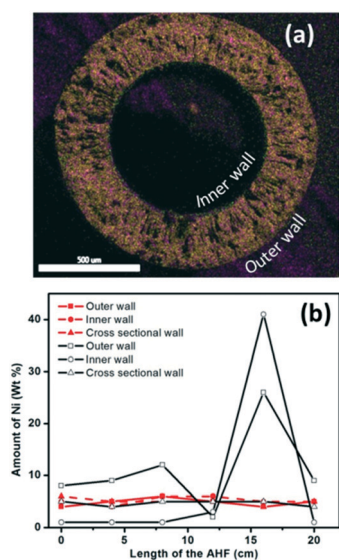 (a)
Inner wall
Outer wall
500 um
(b)
Outer wall
Inner wall
Cross sectional wall
Outer wall
Inner wall
Cross sectional wall
Amount of Ni (Wt %)
40
30
20
10
0
0
5
10
15
20
Length of the AHF (cm)